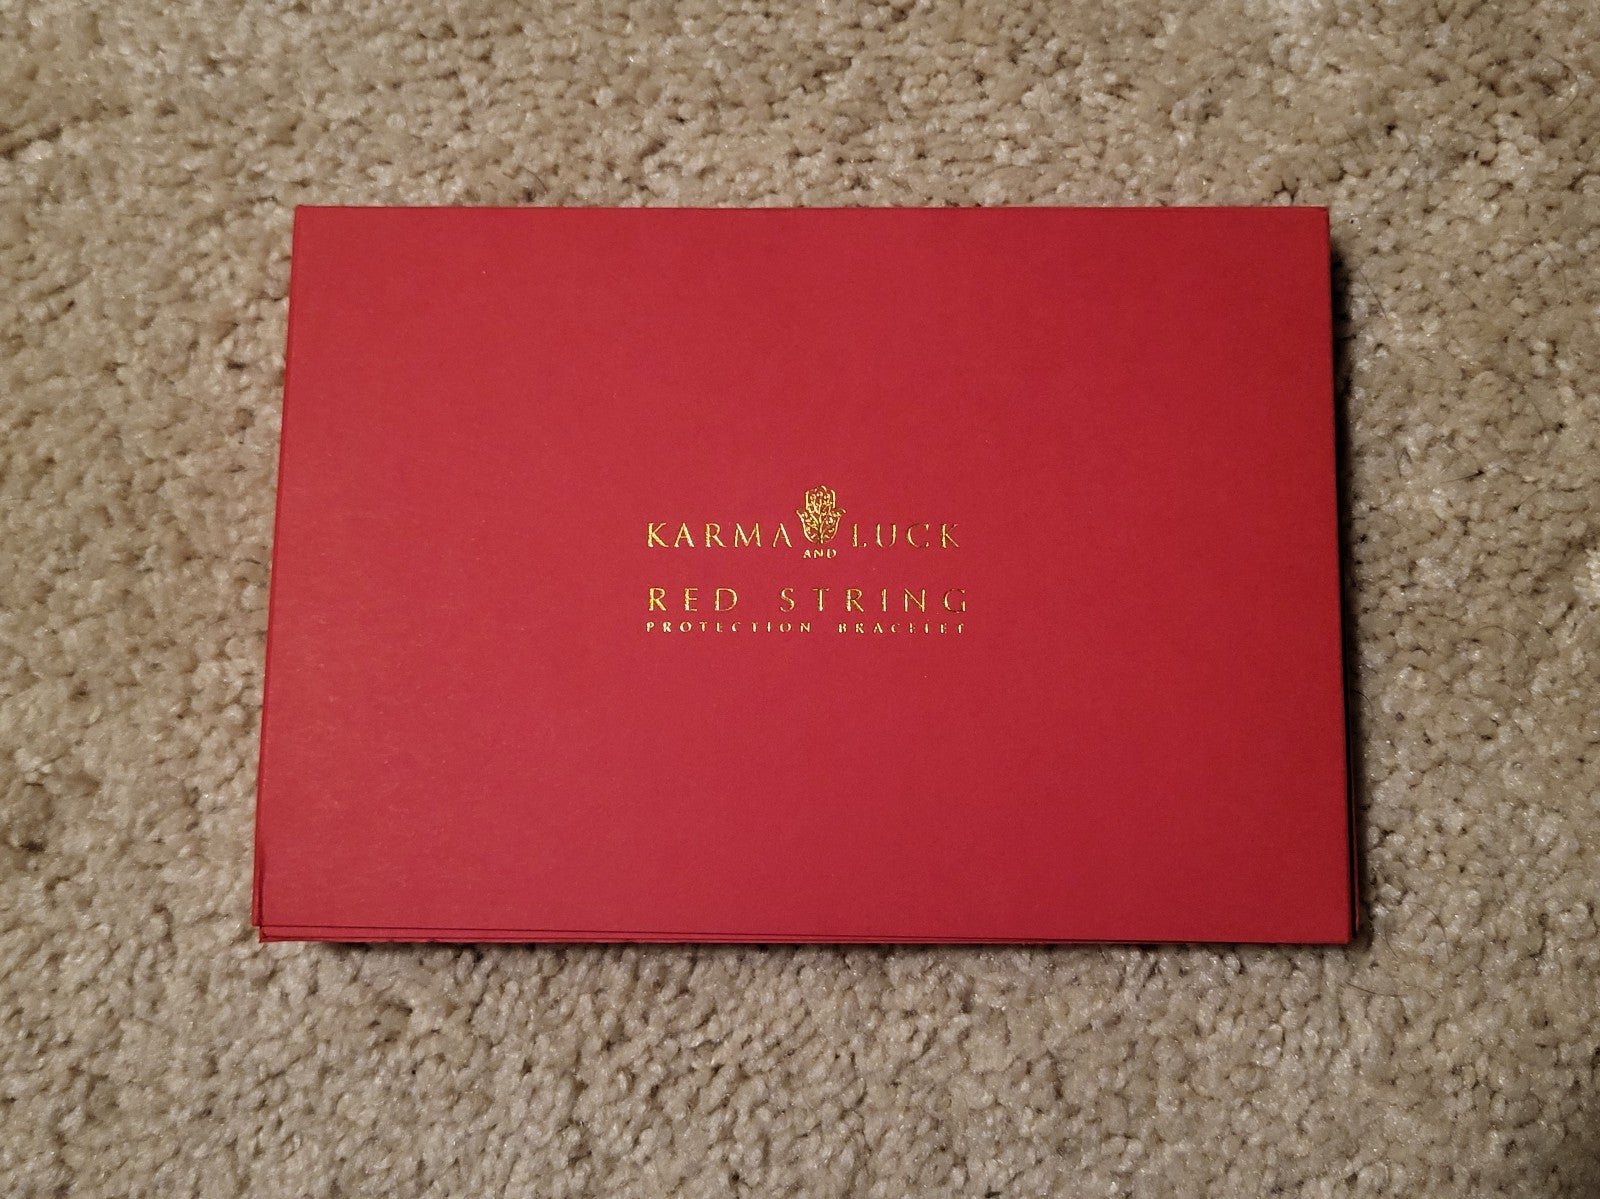 KARMA AND LUCK
RED STRING
PROTECTION BRACELET